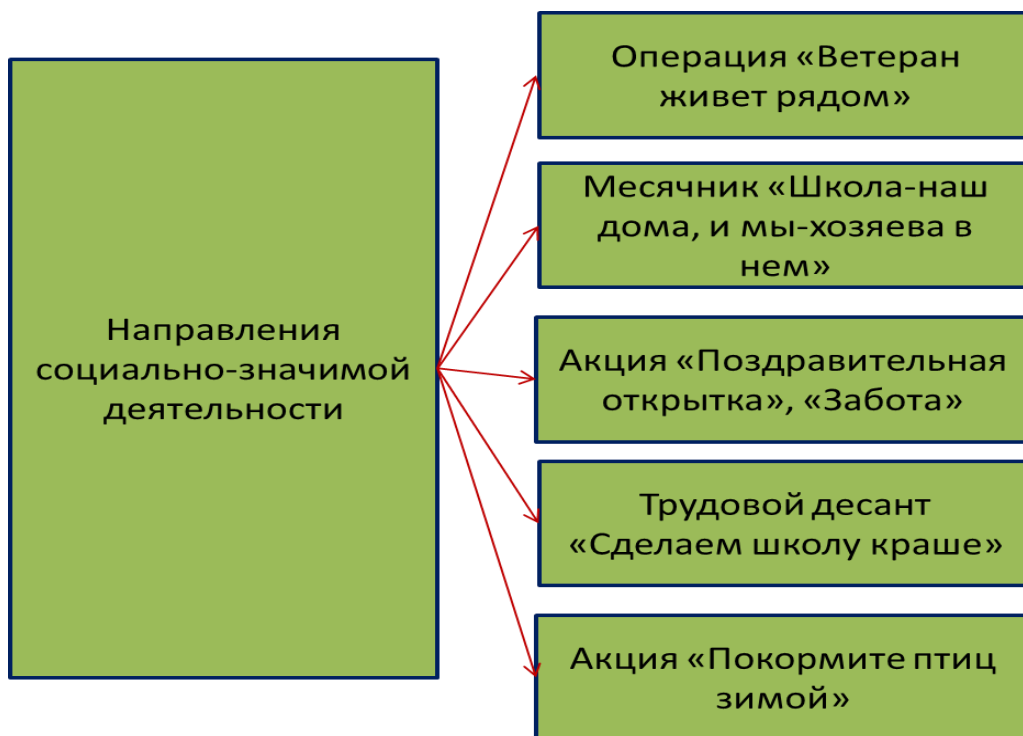 Направления
социально-значимой
деятельности
Операция «Ветеран
живет рядом»
Месячник «Школа-наш
дома, и мы-хозяева в
нем»
Акция «Поздравительная
открытка», «Забота»
Трудовой десант
«Сделаем школу краше»
Акция «Покормите птиц
зимой»